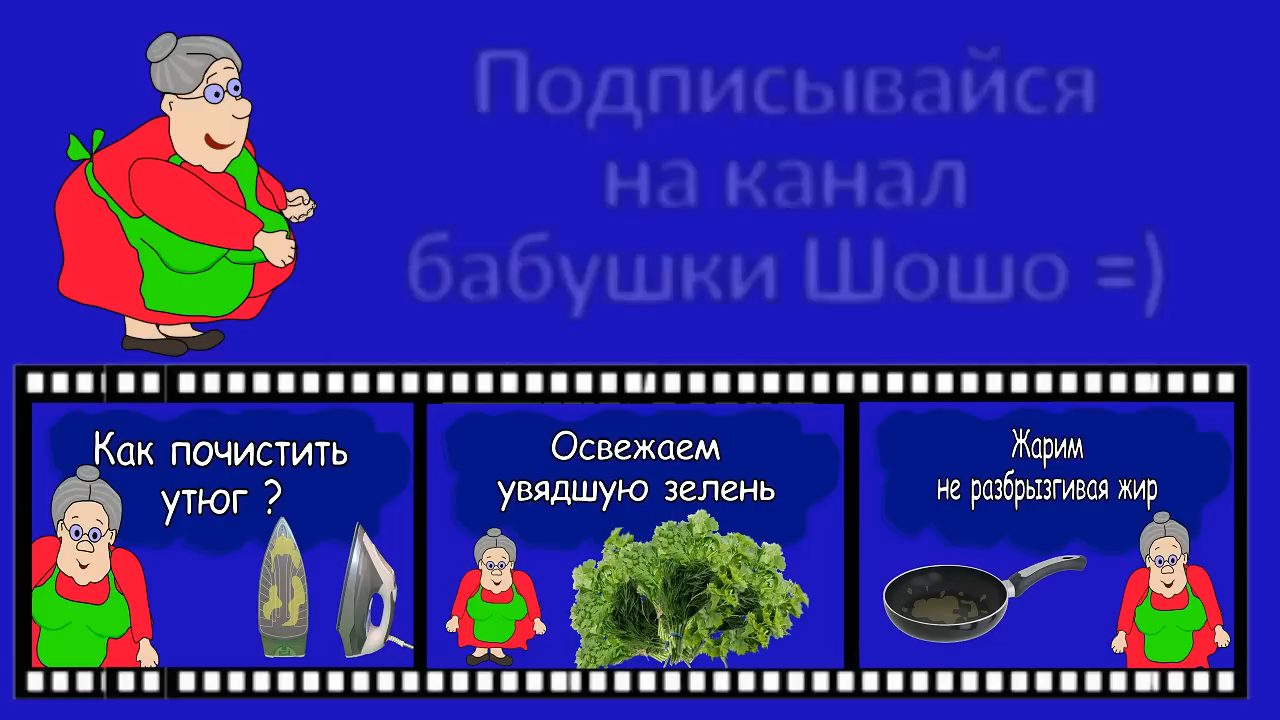 Подписывайся
на канал
бабушки Шошо =)
Как почистить
утюг ?
Освежаем
увядшую зелень
Жарим
не разбрызгивая жир